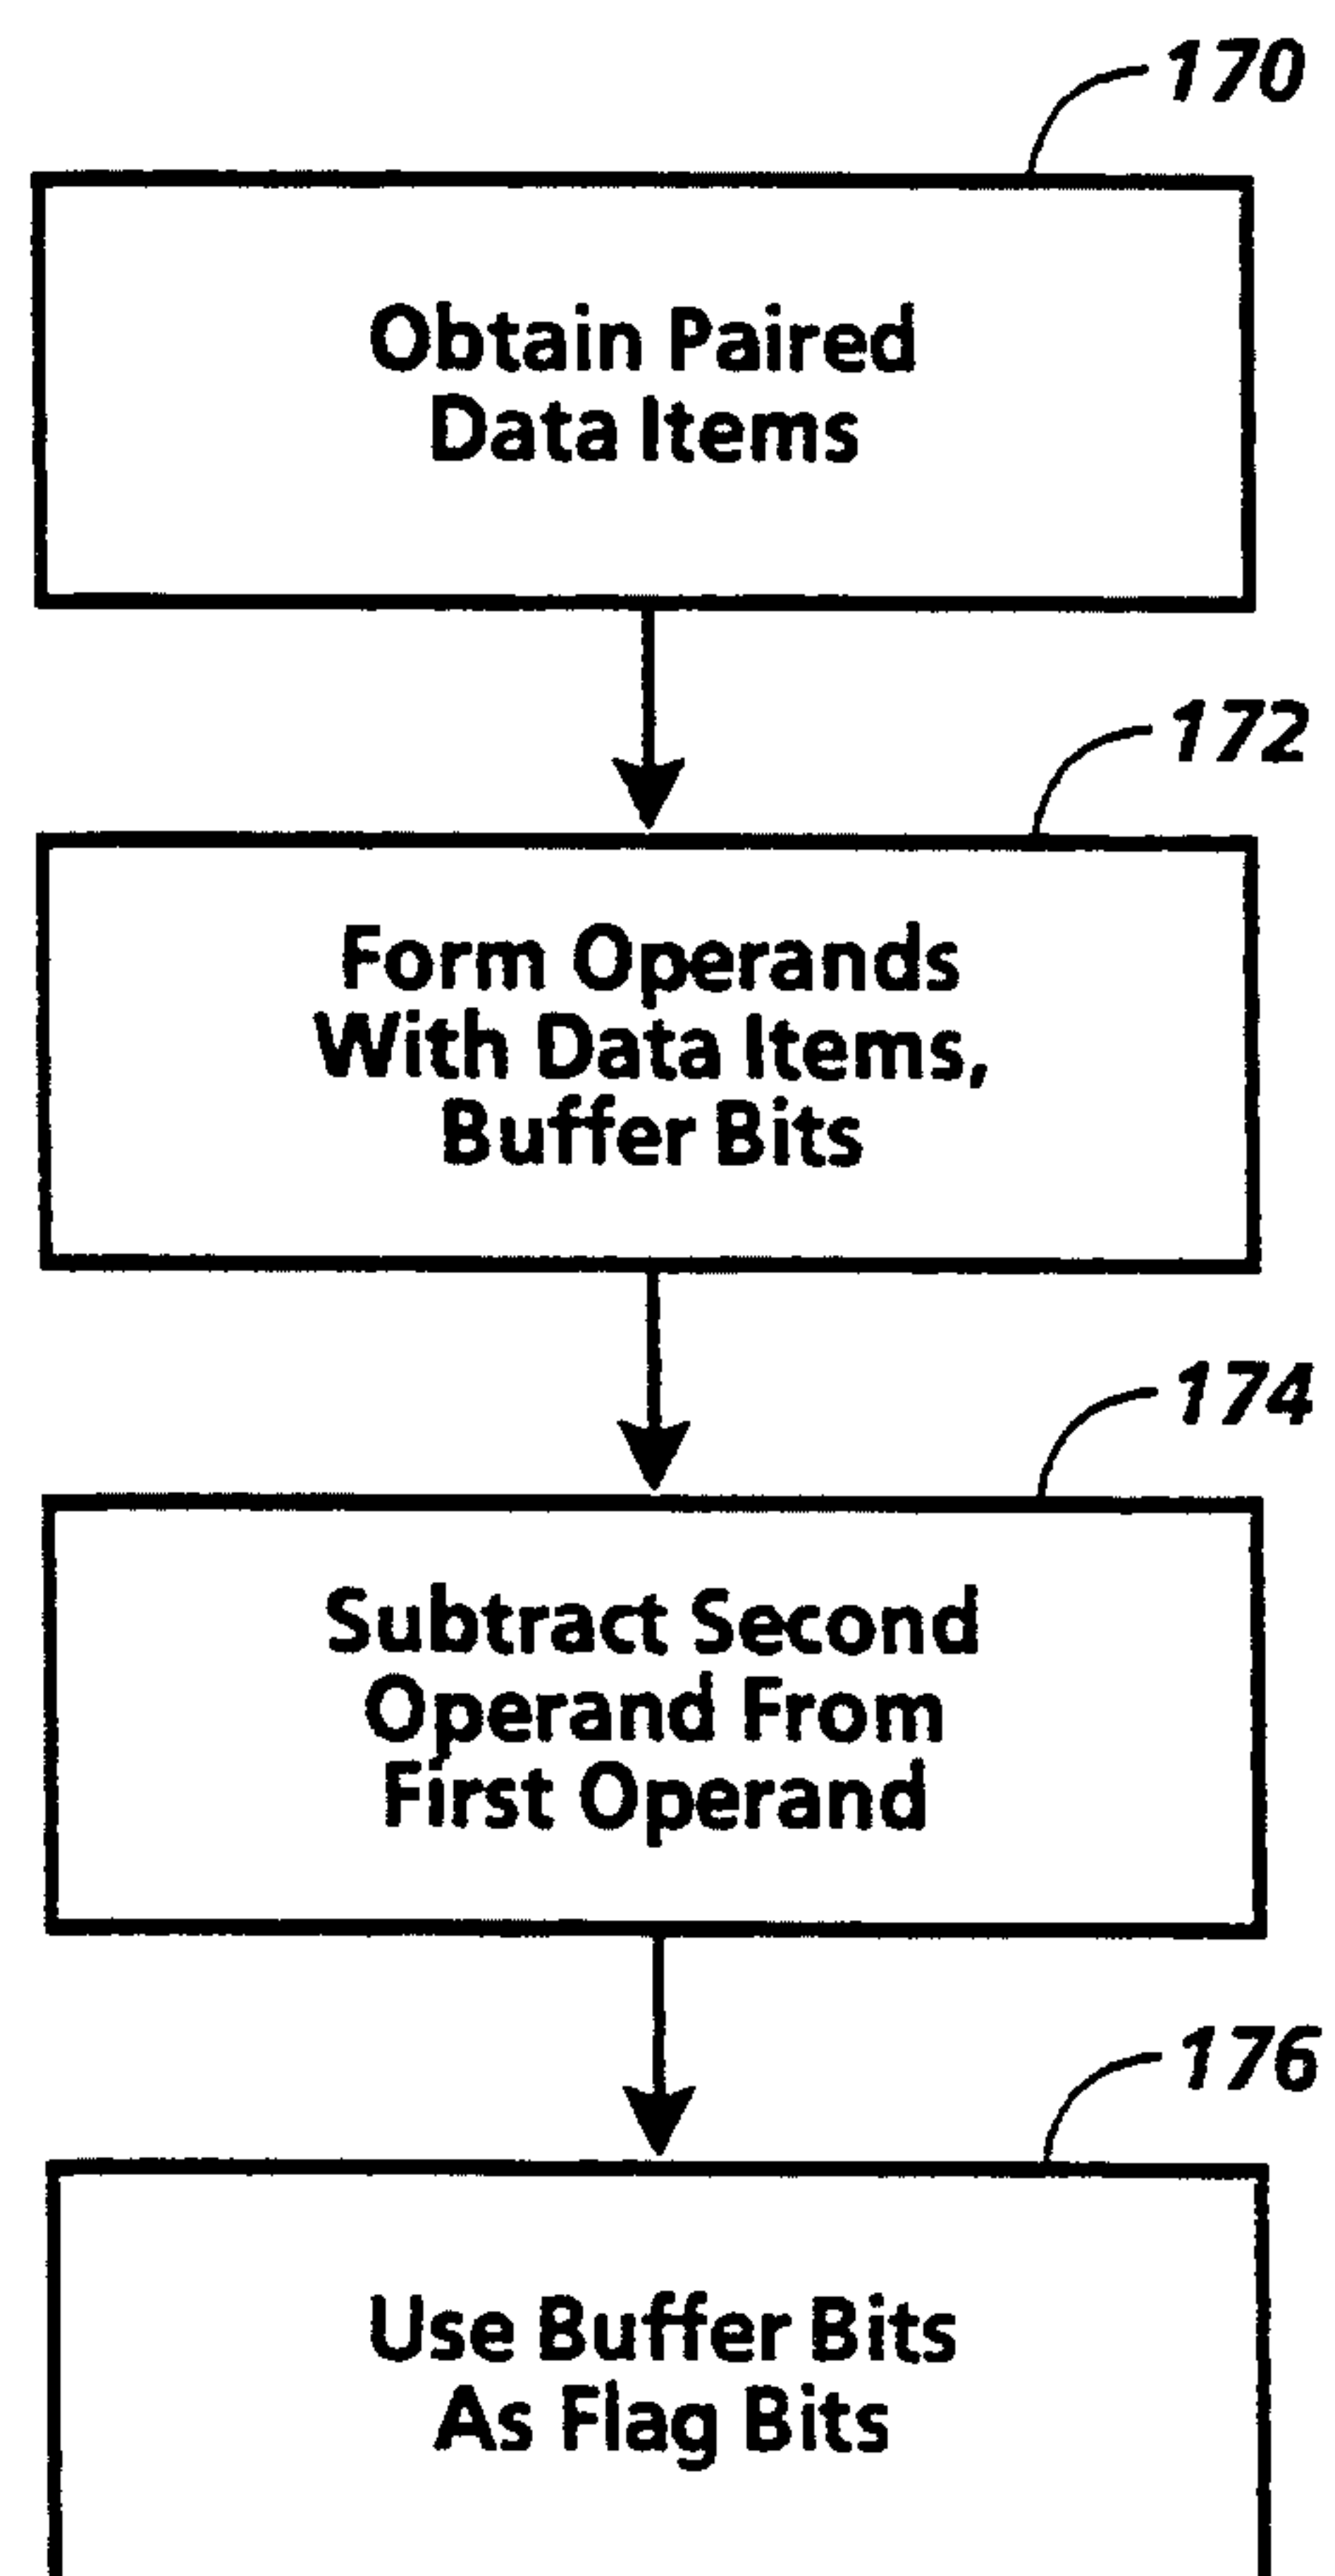 170
Obtain Paired
Data Items
172
Form Operands
With Data Items,
Buffer Bits
174
Subtract Second
Operand From
First Operand
176
Use Buffer Bits
As Flag Bits